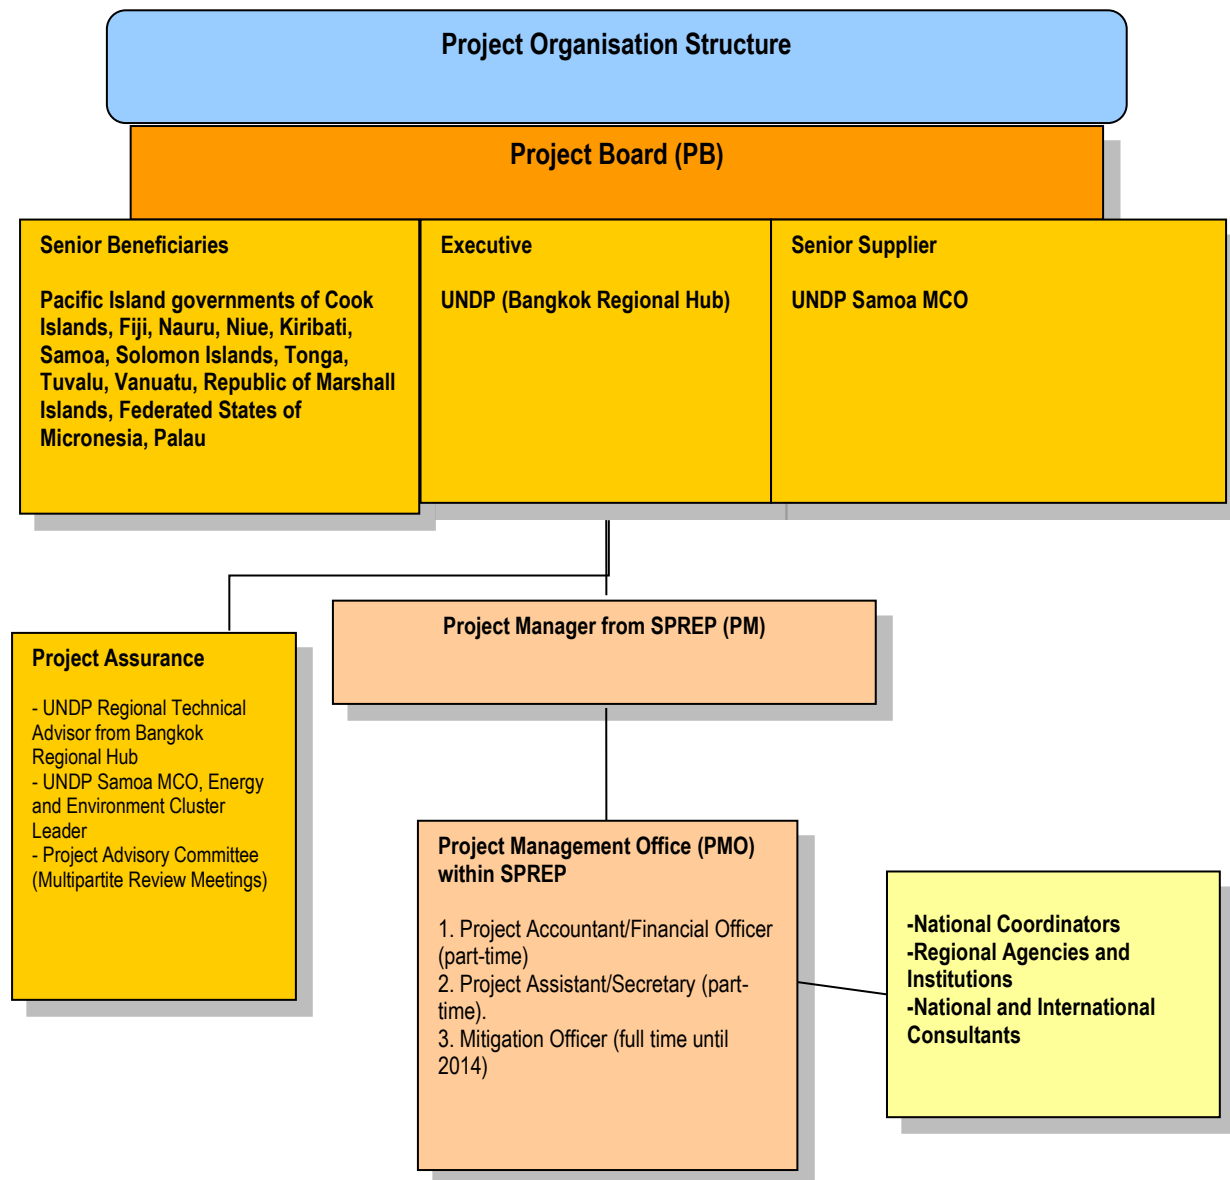 Project Organisation Structure
Project Board (PB)
Senior Beneficiaries
Pacific Island governments of Cook
Islands, Fiji, Nauru, Niue, Kiribati,
Samoa, Solomon Islands, Tonga,
Tuvalu, Vanuatu, Republic of Marshall
Islands, Federated States of
Micronesia, Palau
Executive
UNDP (Bangkok Regional Hub)
Senior Supplier
UNDP Samoa MCO
Project Manager from SPREP (PM)
Project Assurance
- UNDP Regional Technical
Advisor from Bangkok
Regional Hub
- UNDP Samoa MCO, Energy
and Environment Cluster
Leader
- Project Advisory Committee
(Multipartite Review Meetings)
Project Management Office (PMO)
within SPREP
1. Project Accountant/Financial Officer
(part-time)
2. Project Assistant/Secretary (part-
time).
3. Mitigation Officer (full time until
2014)
-National Coordinators
-Regional Agencies and
Institutions
-National and International
Consultants